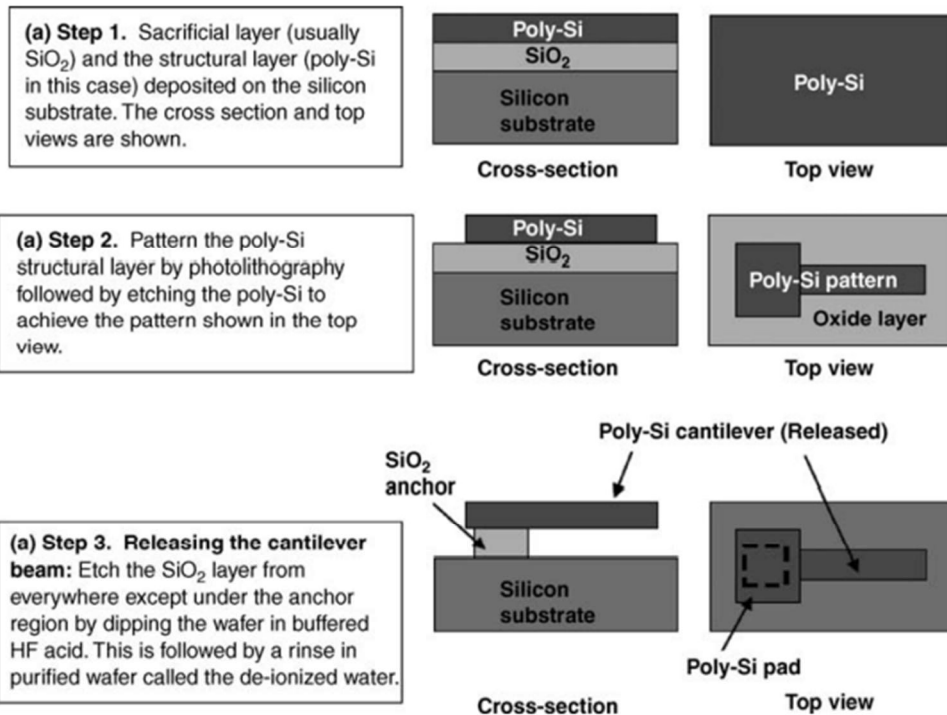 (a) Step 1. Sacrificial layer (usually
SiO₂) and the structural layer (poly-Si
in this case) deposited on the silicon
substrate. The cross section and top
views are shown.
Poly-Si
SiO₂
Silicon
substrate
Cross-section
Poly-Si
Top view
(a) Step 2. Pattern the poly-Si
structural layer by photolithography
followed by etching the poly-Si to
achieve the pattern shown in the top
view.
Poly-Si
SiO₂
Silicon
substrate
Cross-section
Poly-Si pattern
Oxide layer
Top view
Poly-Si cantilever (Released)
SiO₂
anchor
(a) Step 3. Releasing the cantilever
beam: Etch the SiO₂ layer from
everywhere except under the anchor
region by dipping the wafer in buffered
HF acid. This is followed by a rinse in
purified wafer called the de-ionized water.
Silicon
substrate
Cross-section
Poly-Si pad
Top view